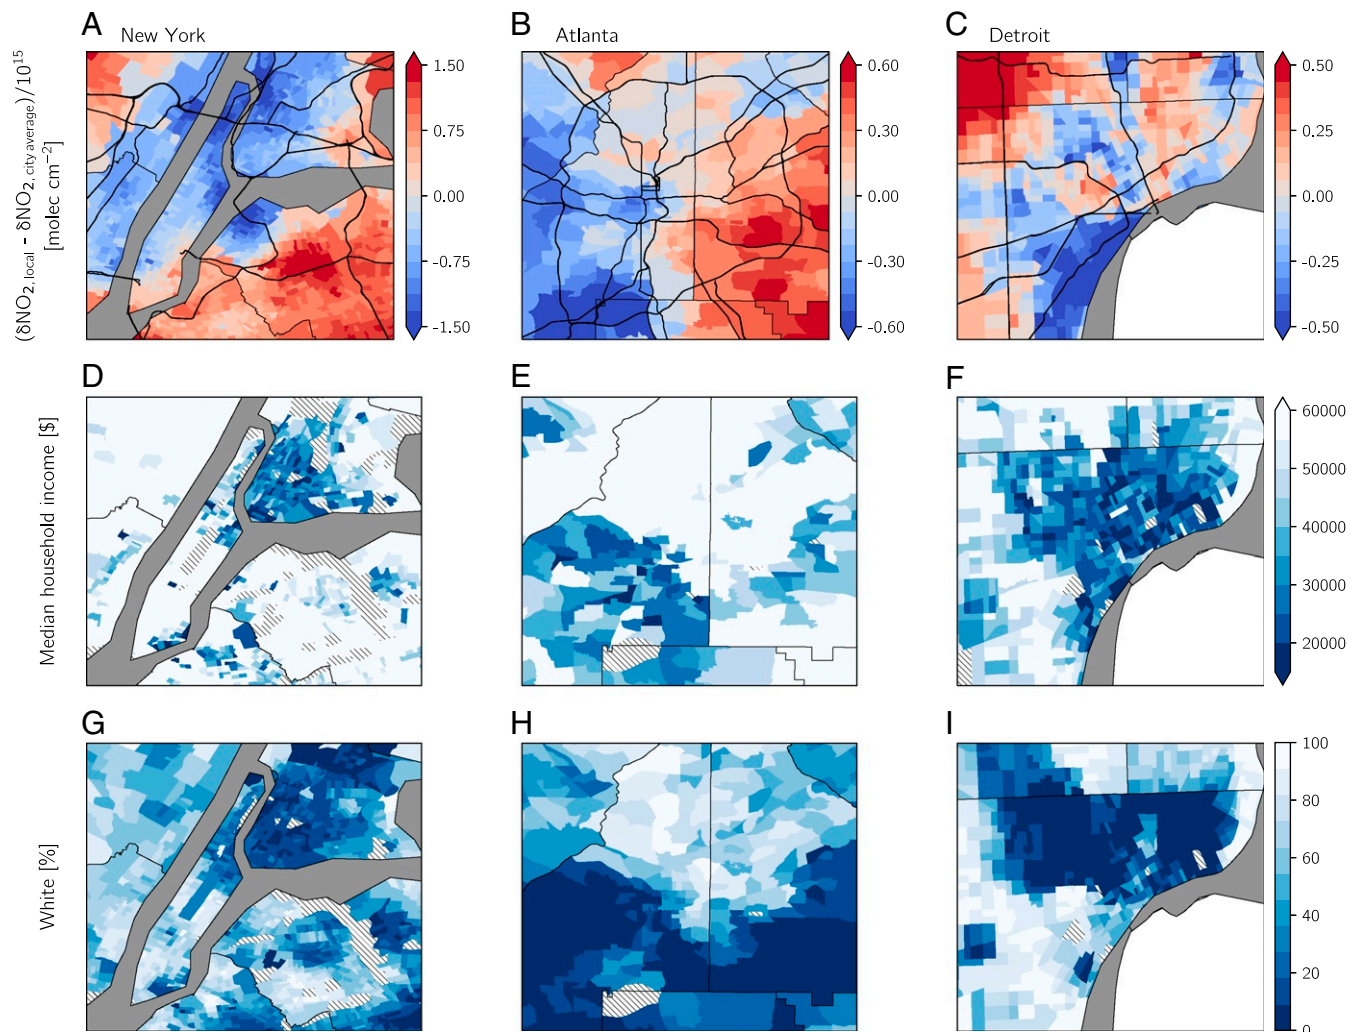 A New York
B Atlanta
C Detroit
(δNO2, local - δNO2, city average)/10^15
[molec cm−2]
1.50
0.75
0.00
-0.75
-1.50
0.60
0.30
0.00
-0.30
-0.60
0.50
0.25
0.00
-0.25
-0.50
D
E
F
Median household income [$]
60000
50000
40000
30000
20000
G
H
I
White [%]
100
80
60
40
20
0